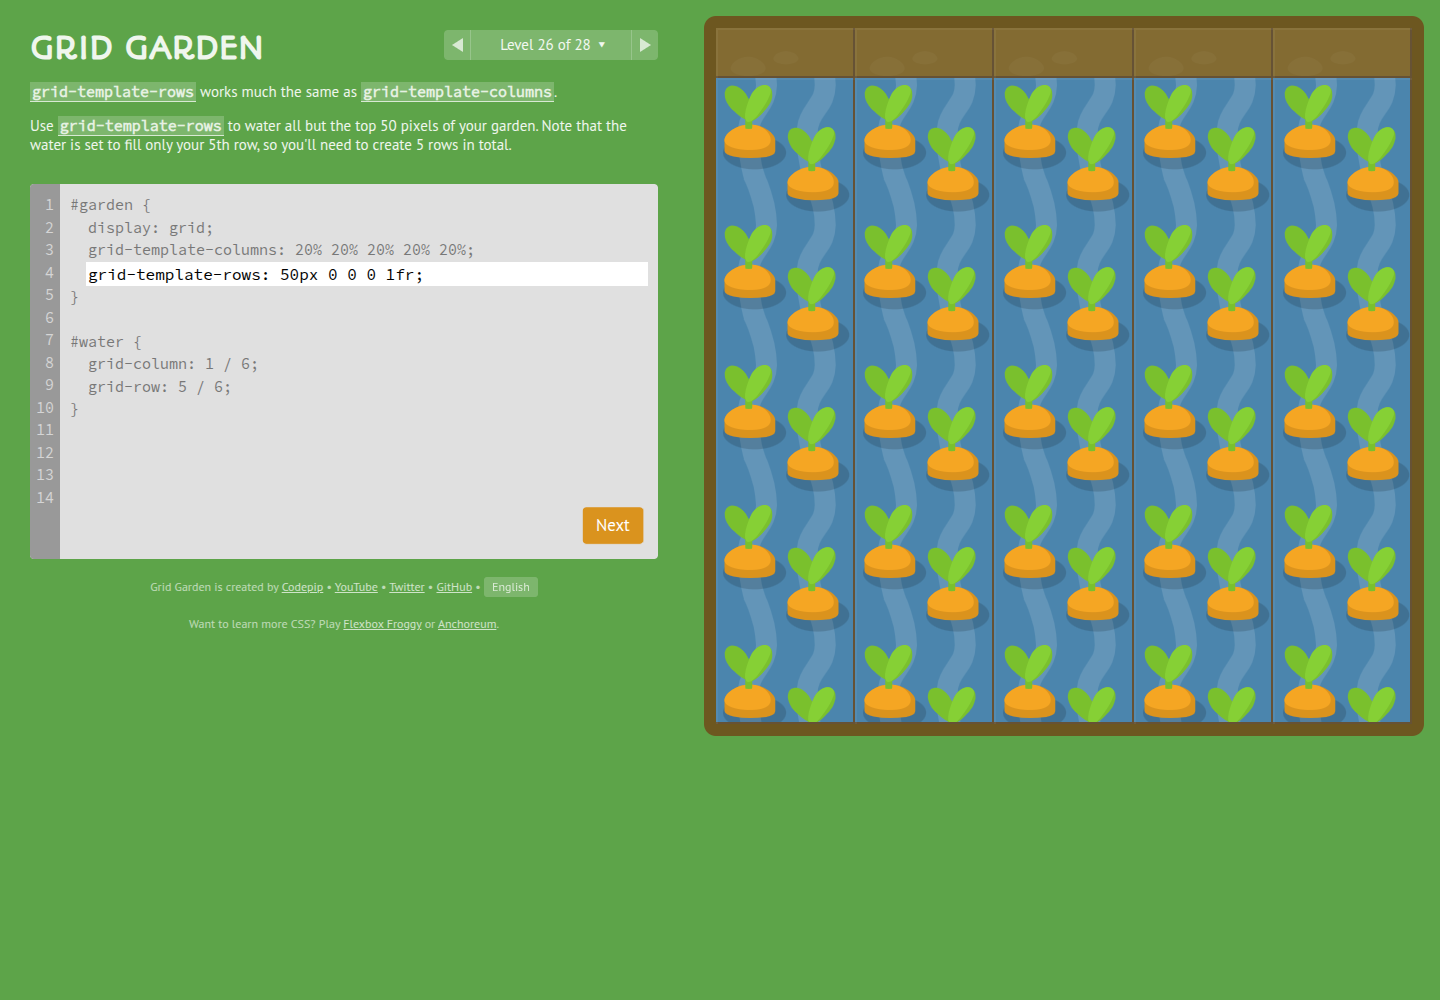 GRID GARDEN
Level 26 of 28 ▼
grid-template-rows works much the same as grid-template-columns.
Use grid-template-rows to water all but the top 50 pixels of your garden. Note that the
water is set to fill only your 5th row, so you'll need to create 5 rows in total.
1 #garden {
2 display: grid;
3 grid-template-columns: 20% 20% 20% 20% 20%;
4 grid-template-rows: 50px 0 0 0 1fr;
5 }
6
7 #water {
8 grid-column: 1 / 6;
9 grid-row: 5 / 6;
10 }
11
12
13
14
Next
Grid Garden is created by Codepip • YouTube • Twitter • GitHub • English
Want to learn more CSS? Play Flexbox Froggy or Anchoreum.